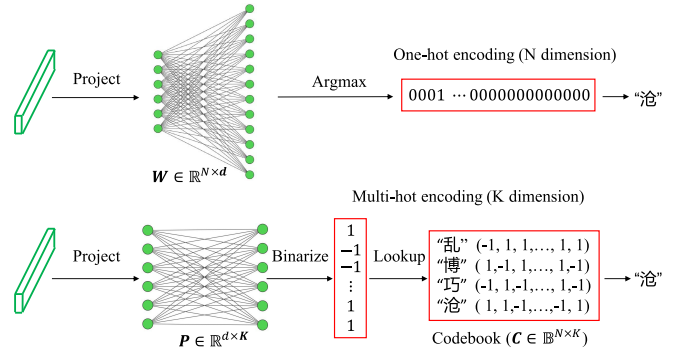 One-hot encoding (N dimension)
Project
Argmax
0001 ⋯0000000000000
“沧”
W ∈ ℝ^{N×d}
Multi-hot encoding (K dimension)
Project
Binarize
1
−1
−1
⋮
1
1
Lookup
“乱” (-1, 1, 1,…, 1, 1)
“博” ( 1,-1, 1,…, 1,-1)
“巧” (-1, 1,-1,…, 1,-1)
“沧” ( 1, 1,-1,…,-1, 1)
“沧”
P ∈ ℝ^{d×K}
Codebook (C ∈ 𝔹^{N×K})